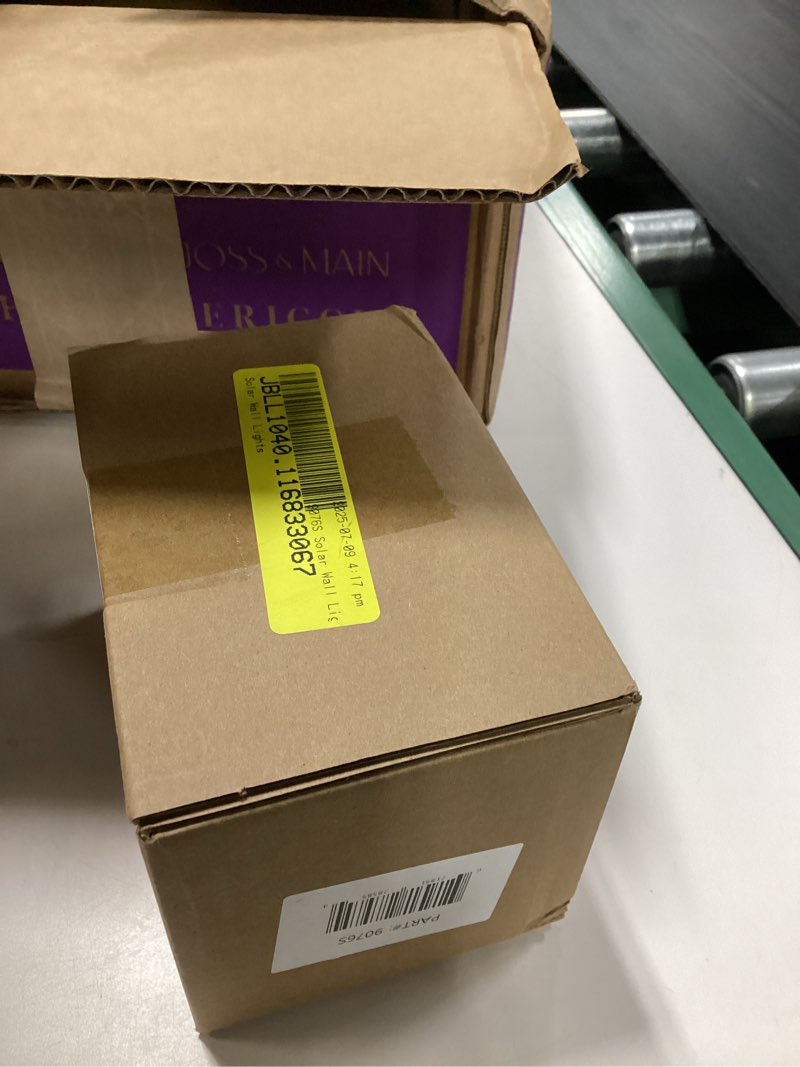 JOSS & MAIN
ERIGO
2025-07-09 4:17 pm
9076S Solar Wall Lig
JBLL1040.116833067
Solar Wall Lights
PART#: 9076S